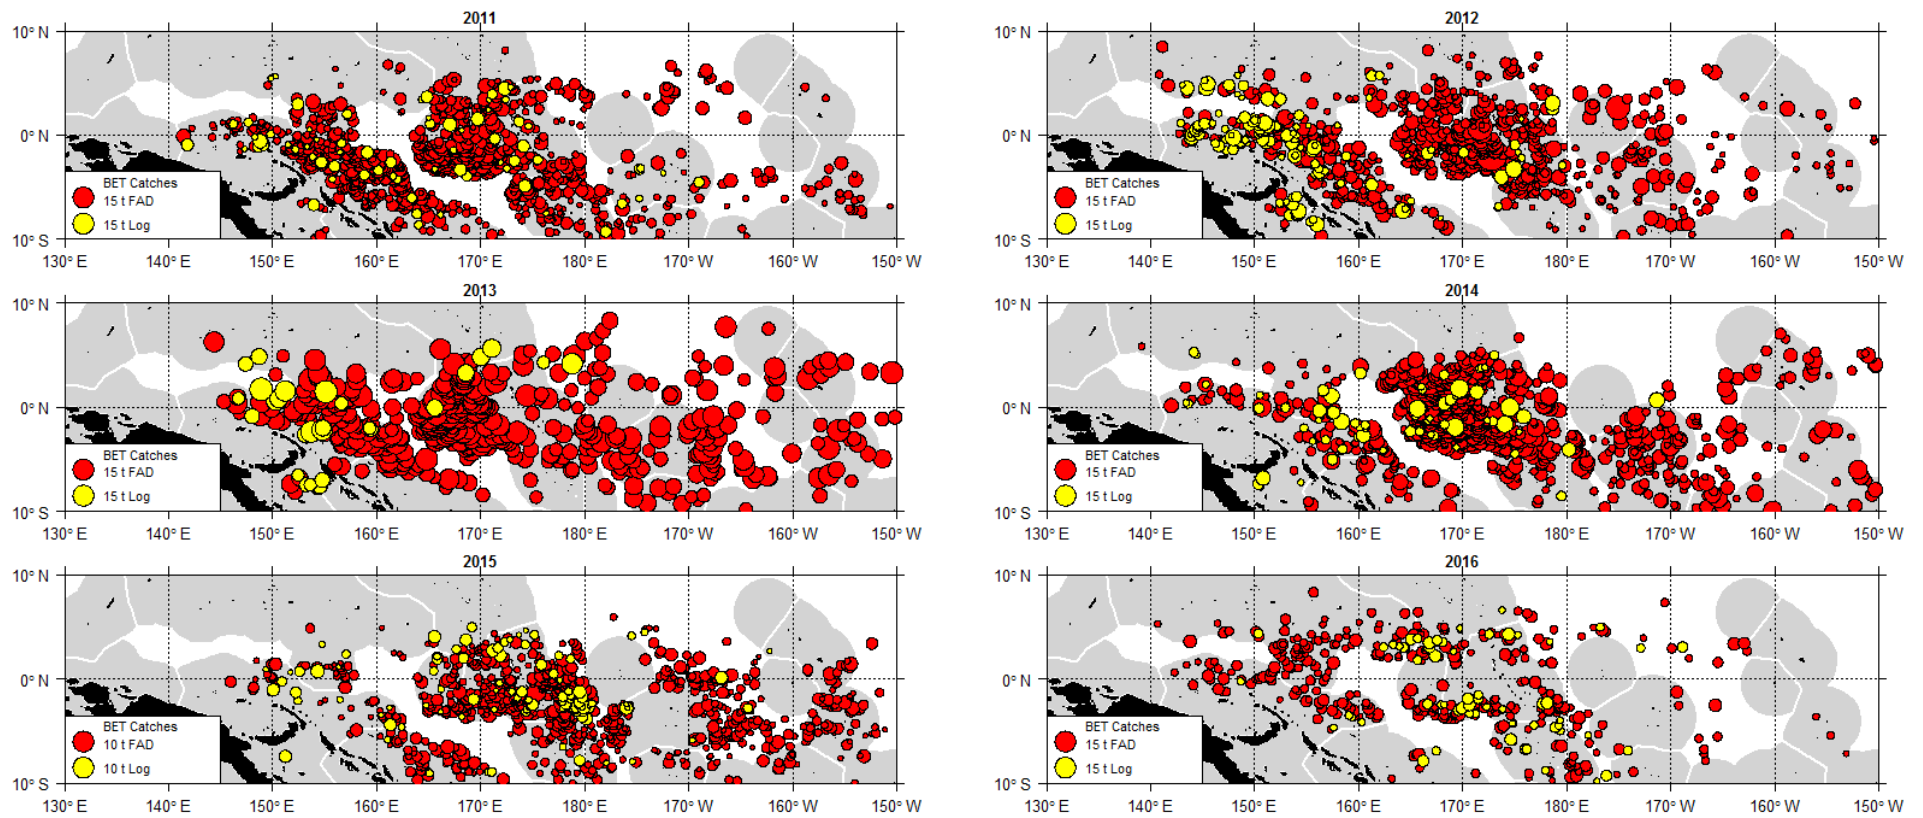 2011
10° N
0° N
10° S
BET Catches
15 t FAD
15 t Log
130° E 140° E 150° E 160° E 170° E 180° E 170° W 160° W 150° W
2012
10° N
0° N
10° S
BET Catches
15 t FAD
15 t Log
130° E 140° E 150° E 160° E 170° E 180° E 170° W 160° W 150° W
2013
10° N
0° N
10° S
BET Catches
15 t FAD
15 t Log
130° E 140° E 150° E 160° E 170° E 180° E 170° W 160° W 150° W
2014
10° N
0° N
10° S
BET Catches
15 t FAD
15 t Log
130° E 140° E 150° E 160° E 170° E 180° E 170° W 160° W 150° W
2015
10° N
0° N
10° S
BET Catches
10 t FAD
10 t Log
130° E 140° E 150° E 160° E 170° E 180° E 170° W 160° W 150° W
2016
10° N
0° N
10° S
BET Catches
15 t FAD
15 t Log
130° E 140° E 150° E 160° E 170° E 180° E 170° W 160° W 150° W